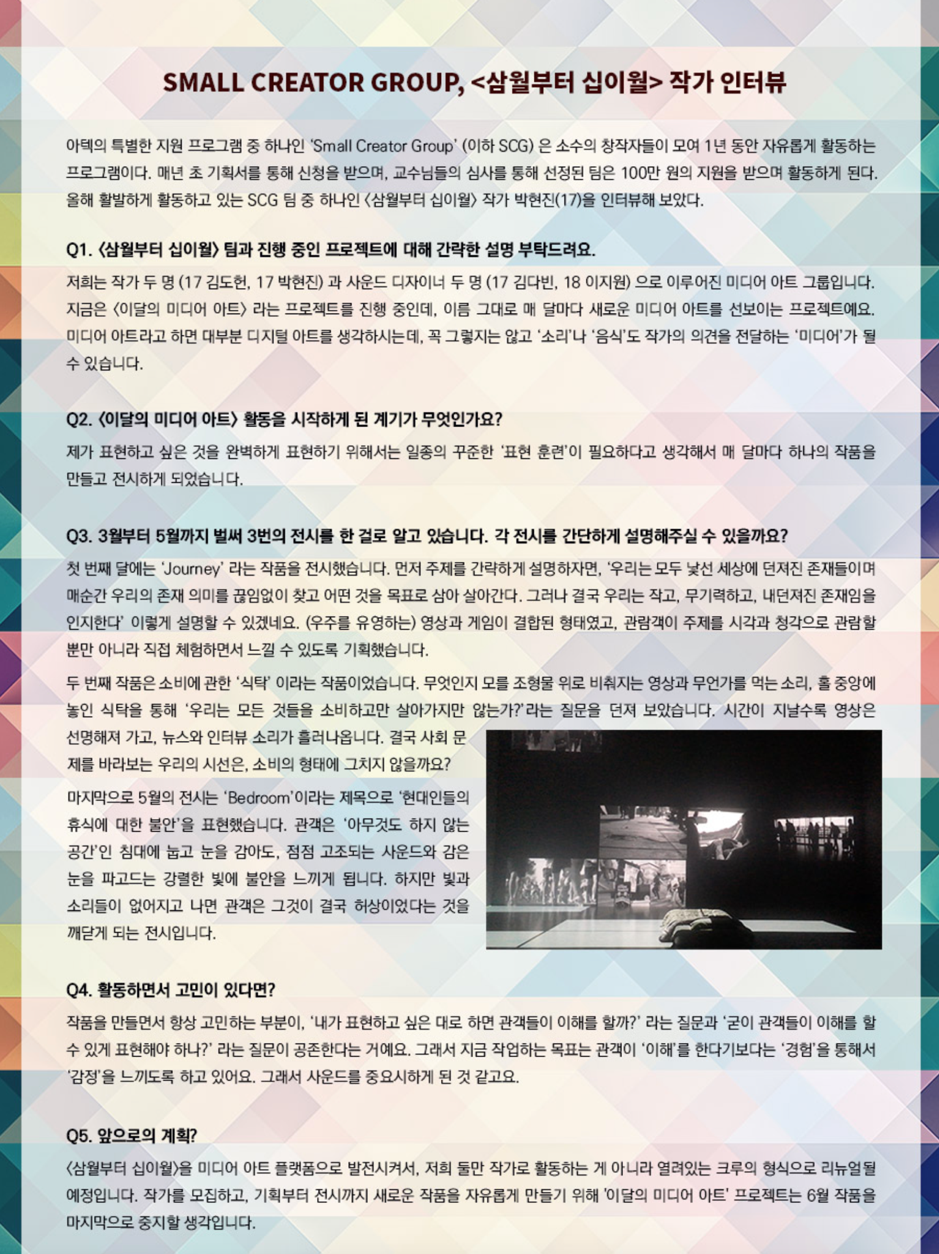 SMALL CREATOR GROUP, <삼월부터 십이월> 작가 인터뷰
아텍의 특별한 지원 프로그램 중 하나인 ‘Small Creator Group’ (이하 SCG) 은 소수의 창작자들이 모여 1년 동안 자유롭게 활동하는
프로그램이다. 매년 초 기획서를 통해 신청을 받으며, 교수님들의 심사를 통해 선정된 팀은 100만 원의 지원을 받으며 활동하게 된다.
올해 활발하게 활동하고 있는 SCG 팀 중 하나인 〈삼월부터 십이월〉 작가 박현진(17)을 인터뷰해 보았다.
Q1. 〈삼월부터 십이월〉 팀과 진행 중인 프로젝트에 대해 간략한 설명 부탁드려요.
저희는 작가 두 명 (17 김도헌, 17 박현진) 과 사운드 디자이너 두 명 (17 김다빈, 18 이지원) 으로 이루어진 미디어 아트 그룹입니다.
지금은 〈이달의 미디어 아트〉 라는 프로젝트를 진행 중인데, 이름 그대로 매 달마다 새로운 미디어 아트를 선보이는 프로젝트예요.
미디어 아트라고 하면 대부분 디지털 아트를 생각하시는데, 꼭 그렇지는 않고 ‘소리’나 ‘음식’도 작가의 의견을 전달하는 ‘미디어’가 될
수 있습니다.
Q2. 〈이달의 미디어 아트〉 활동을 시작하게 된 계기가 무엇인가요?
제가 표현하고 싶은 것을 완벽하게 표현하기 위해서는 일종의 꾸준한 ‘표현 훈련’이 필요하다고 생각해서 매 달마다 하나의 작품을
만들고 전시하게 되었습니다.
Q3. 3월부터 5월까지 벌써 3번의 전시를 한 걸로 알고 있습니다. 각 전시를 간단하게 설명해주실 수 있을까요?
첫 번째 달에는 ‘Journey’ 라는 작품을 전시했습니다. 먼저 주제를 간략하게 설명하자면, ‘우리는 모두 낯선 세상에 던져진 존재들이며
매순간 우리의 존재 의미를 끊임없이 찾고 어떤 것을 목표로 삼아 살아간다. 그러나 결국 우리는 작고, 무기력하고, 내던져진 존재임을
인지한다’ 이렇게 설명할 수 있겠네요. (우주를 유영하는) 영상과 게임이 결합된 형태였고, 관람객이 주제를 시각과 청각으로 관람할
뿐만 아니라 직접 체험하면서 느낄 수 있도록 기획했습니다.
두 번째 작품은 소비에 관한 ‘식탁’ 이라는 작품이었습니다. 무엇인지 모를 조형물 위로 비춰지는 영상과 무언가를 먹는 소리, 홀 중앙에
놓인 식탁을 통해 ‘우리는 모든 것들을 소비하고만 살아가지만 않는가?’라는 질문을 던져 보았습니다. 시간이 지날수록 영상은
선명해져 가고, 뉴스와 인터뷰 소리가 흘러나옵니다. 결국 사회 문
제를 바라보는 우리의 시선은, 소비의 형태에 그치지 않을까요?
마지막으로 5월의 전시는 ‘Bedroom’이라는 제목으로 ‘현대인들의
휴식에 대한 불안’을 표현했습니다. 관객은 ‘아무것도 하지 않는
공간’인 침대에 눕고 눈을 감아도, 점점 고조되는 사운드와 감은
눈을 파고드는 강렬한 빛에 불안을 느끼게 됩니다. 하지만 빛과
소리들이 없어지고 나면 관객은 그것이 결국 허상이었다는 것을
깨닫게 되는 전시입니다.
Q4. 활동하면서 고민이 있다면?
작품을 만들면서 항상 고민하는 부분이, ‘내가 표현하고 싶은 대로 하면 관객들이 이해를 할까?’ 라는 질문과 ‘굳이 관객들이 이해를 할
수 있게 표현해야 하나?’ 라는 질문이 공존한다는 거예요. 그래서 지금 작업하는 목표는 관객이 ‘이해’를 한다기보다는 ‘경험’을 통해서
‘감정’을 느끼도록 하고 있어요. 그래서 사운드를 중요시하게 된 것 같고요.
Q5. 앞으로의 계획?
〈삼월부터 십이월〉을 미디어 아트 플랫폼으로 발전시켜서, 저희 둘만 작가로 활동하는 게 아니라 열려있는 크루의 형식으로 리뉴얼될
예정입니다. 작가를 모집하고, 기획부터 전시까지 새로운 작품을 자유롭게 만들기 위해 ‘이달의 미디어 아트’ 프로젝트는 6월 작품을
마지막으로 중지할 생각입니다.